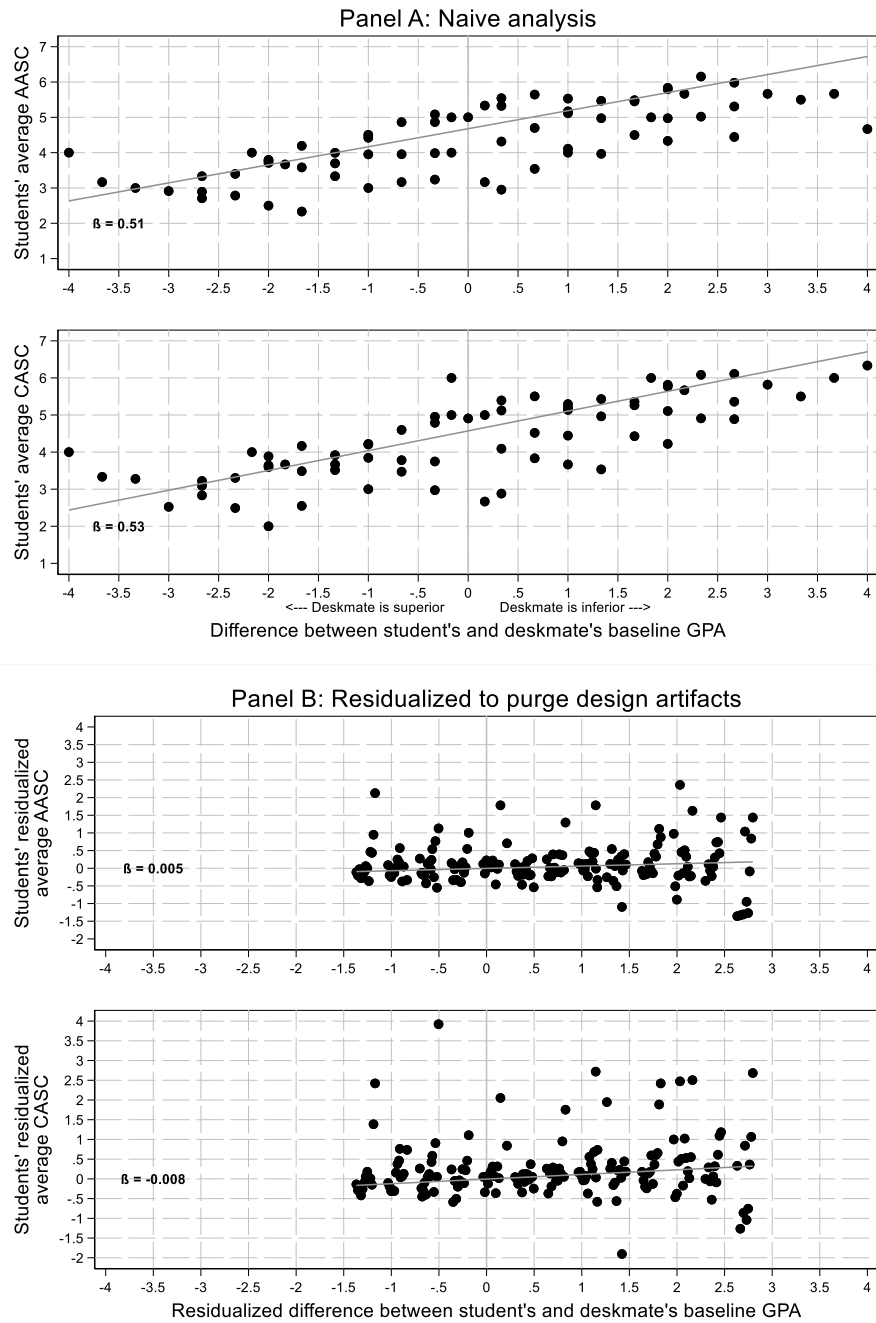 Panel A: Naive analysis
Students' average AASC
7
6
5
4
3
2
1
ß = 0.51
-4 -3.5 -3 -2.5 -2 -1.5 -1 -.5 0 .5 1 1.5 2 2.5 3 3.5 4
Students' average CASC
7
6
5
4
3
2
1
ß = 0.53
-4 -3.5 -3 -2.5 -2 -1.5 -1 -.5 0 .5 1 1.5 2 2.5 3 3.5 4
<--- Deskmate is superior Deskmate is inferior --->
Difference between student's and deskmate's baseline GPA
Panel B: Residualized to purge design artifacts
Students' residualized
average AASC
4
3.5
3
2.5
2
1.5
1
.5
0
-.5
-1
-1.5
-2
ß = 0.005
-4 -3.5 -3 -2.5 -2 -1.5 -1 -.5 0 .5 1 1.5 2 2.5 3 3.5 4
Students' residualized
average CASC
4
3.5
3
2.5
2
1.5
1
.5
0
-.5
-1
-1.5
-2
ß = -0.008
-4 -3.5 -3 -2.5 -2 -1.5 -1 -.5 0 .5 1 1.5 2 2.5 3 3.5 4
Residualized difference between student's and deskmate's baseline GPA